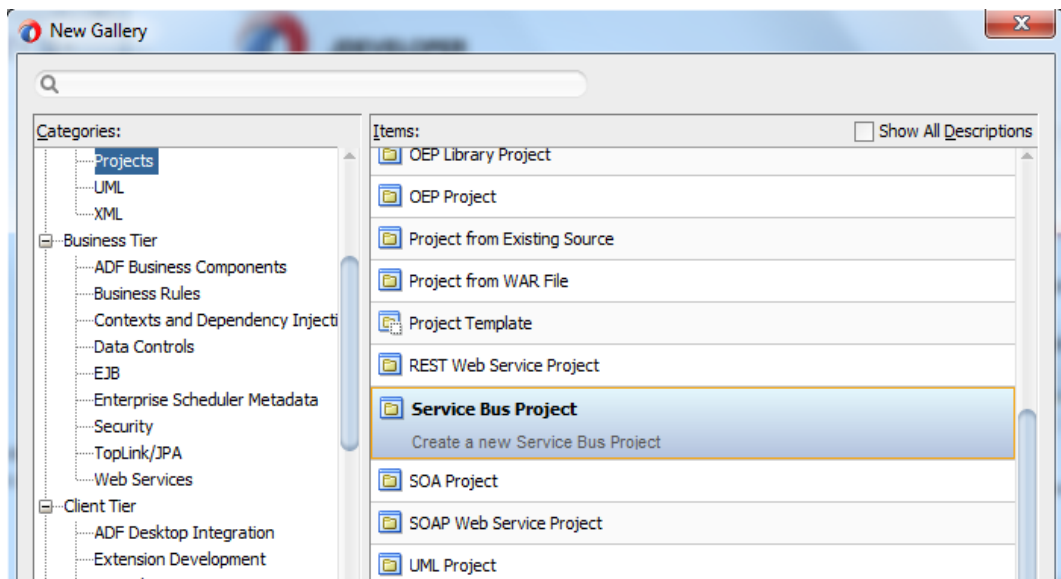 New Gallery
JDEVELOPER
Categories:
Projects
UML
XML
Business Tier
ADF Business Components
Business Rules
Contexts and Dependency Injecti
Data Controls
EJB
Enterprise Scheduler Metadata
Security
TopLink/JPA
Web Services
Client Tier
ADF Desktop Integration
Extension Development
Items:
Show All Descriptions
OEP Library Project
OEP Project
Project from Existing Source
Project from WAR File
Project Template
REST Web Service Project
Service Bus Project
Create a new Service Bus Project
SOA Project
SOAP Web Service Project
UML Project